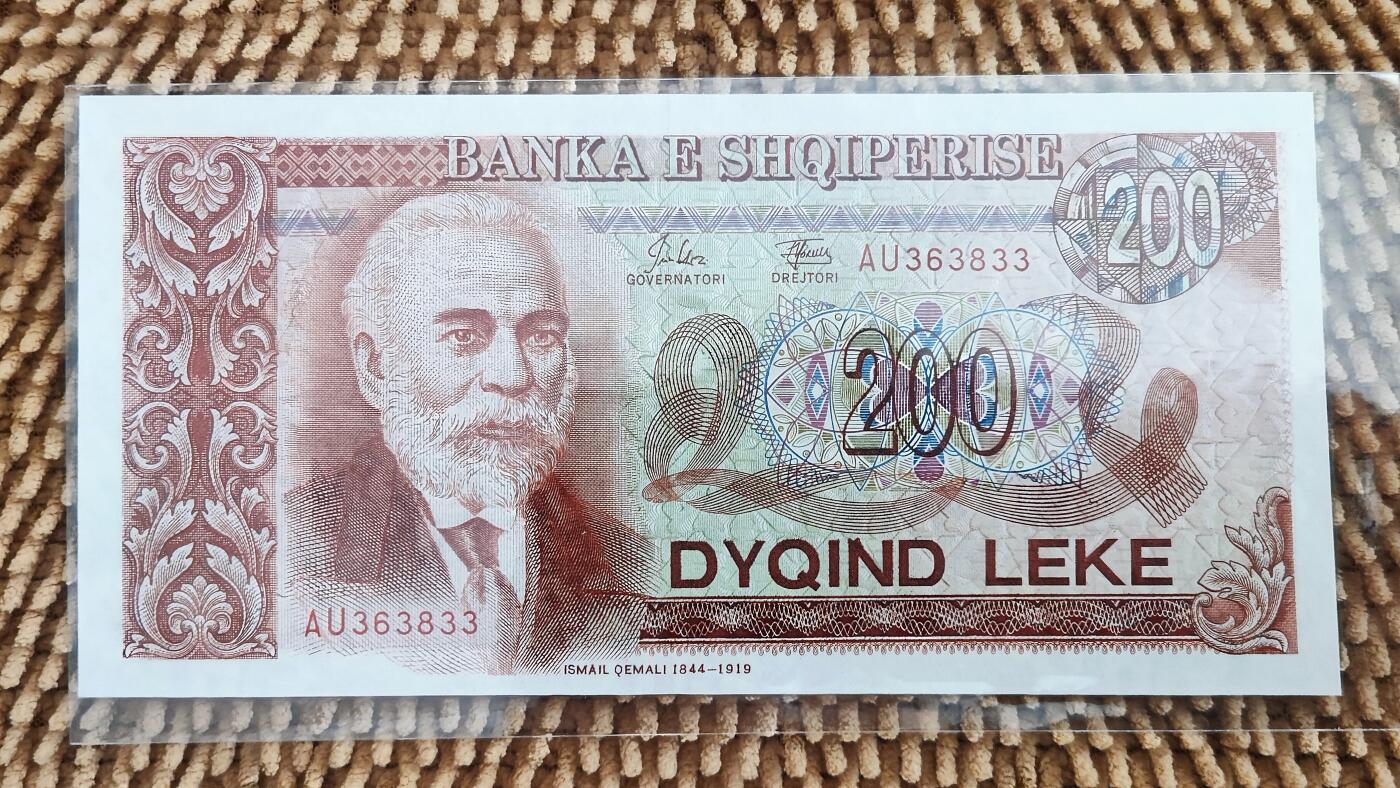 BANKA E SHQIPERISE
200
GOVERNATORI
DREJTORI
AU363833
200
DYQIND LEKE
AU363833
ISMAIL QEMALI 1844–1919